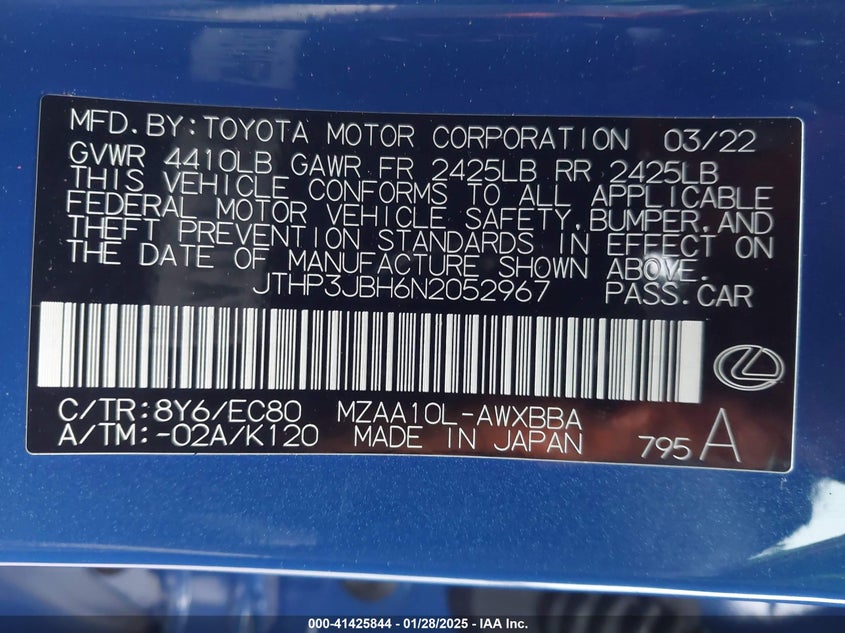 MFD. BY: TOYOTA MOTOR CORPORATION 03/22
GVWR 4410LB GAWR FR 2425LB RR 2425LB
THIS VEHICLE CONFORMS TO ALL APPLICABLE
FEDERAL MOTOR VEHICLE SAFETY, BUMPER, AND
THEFT PREVENTION STANDARDS IN EFFECT ON
THE DATE OF MANUFACTURE SHOWN ABOVE.
JTHP3JBH6N2052967 PASS. CAR
C/TR: 8Y6/EC80 MZAA10L-AWXBBA
A/TM: -02A/K120 MADE IN JAPAN 795 A
000-41425844 - 01/28/2025 - IAA Inc.